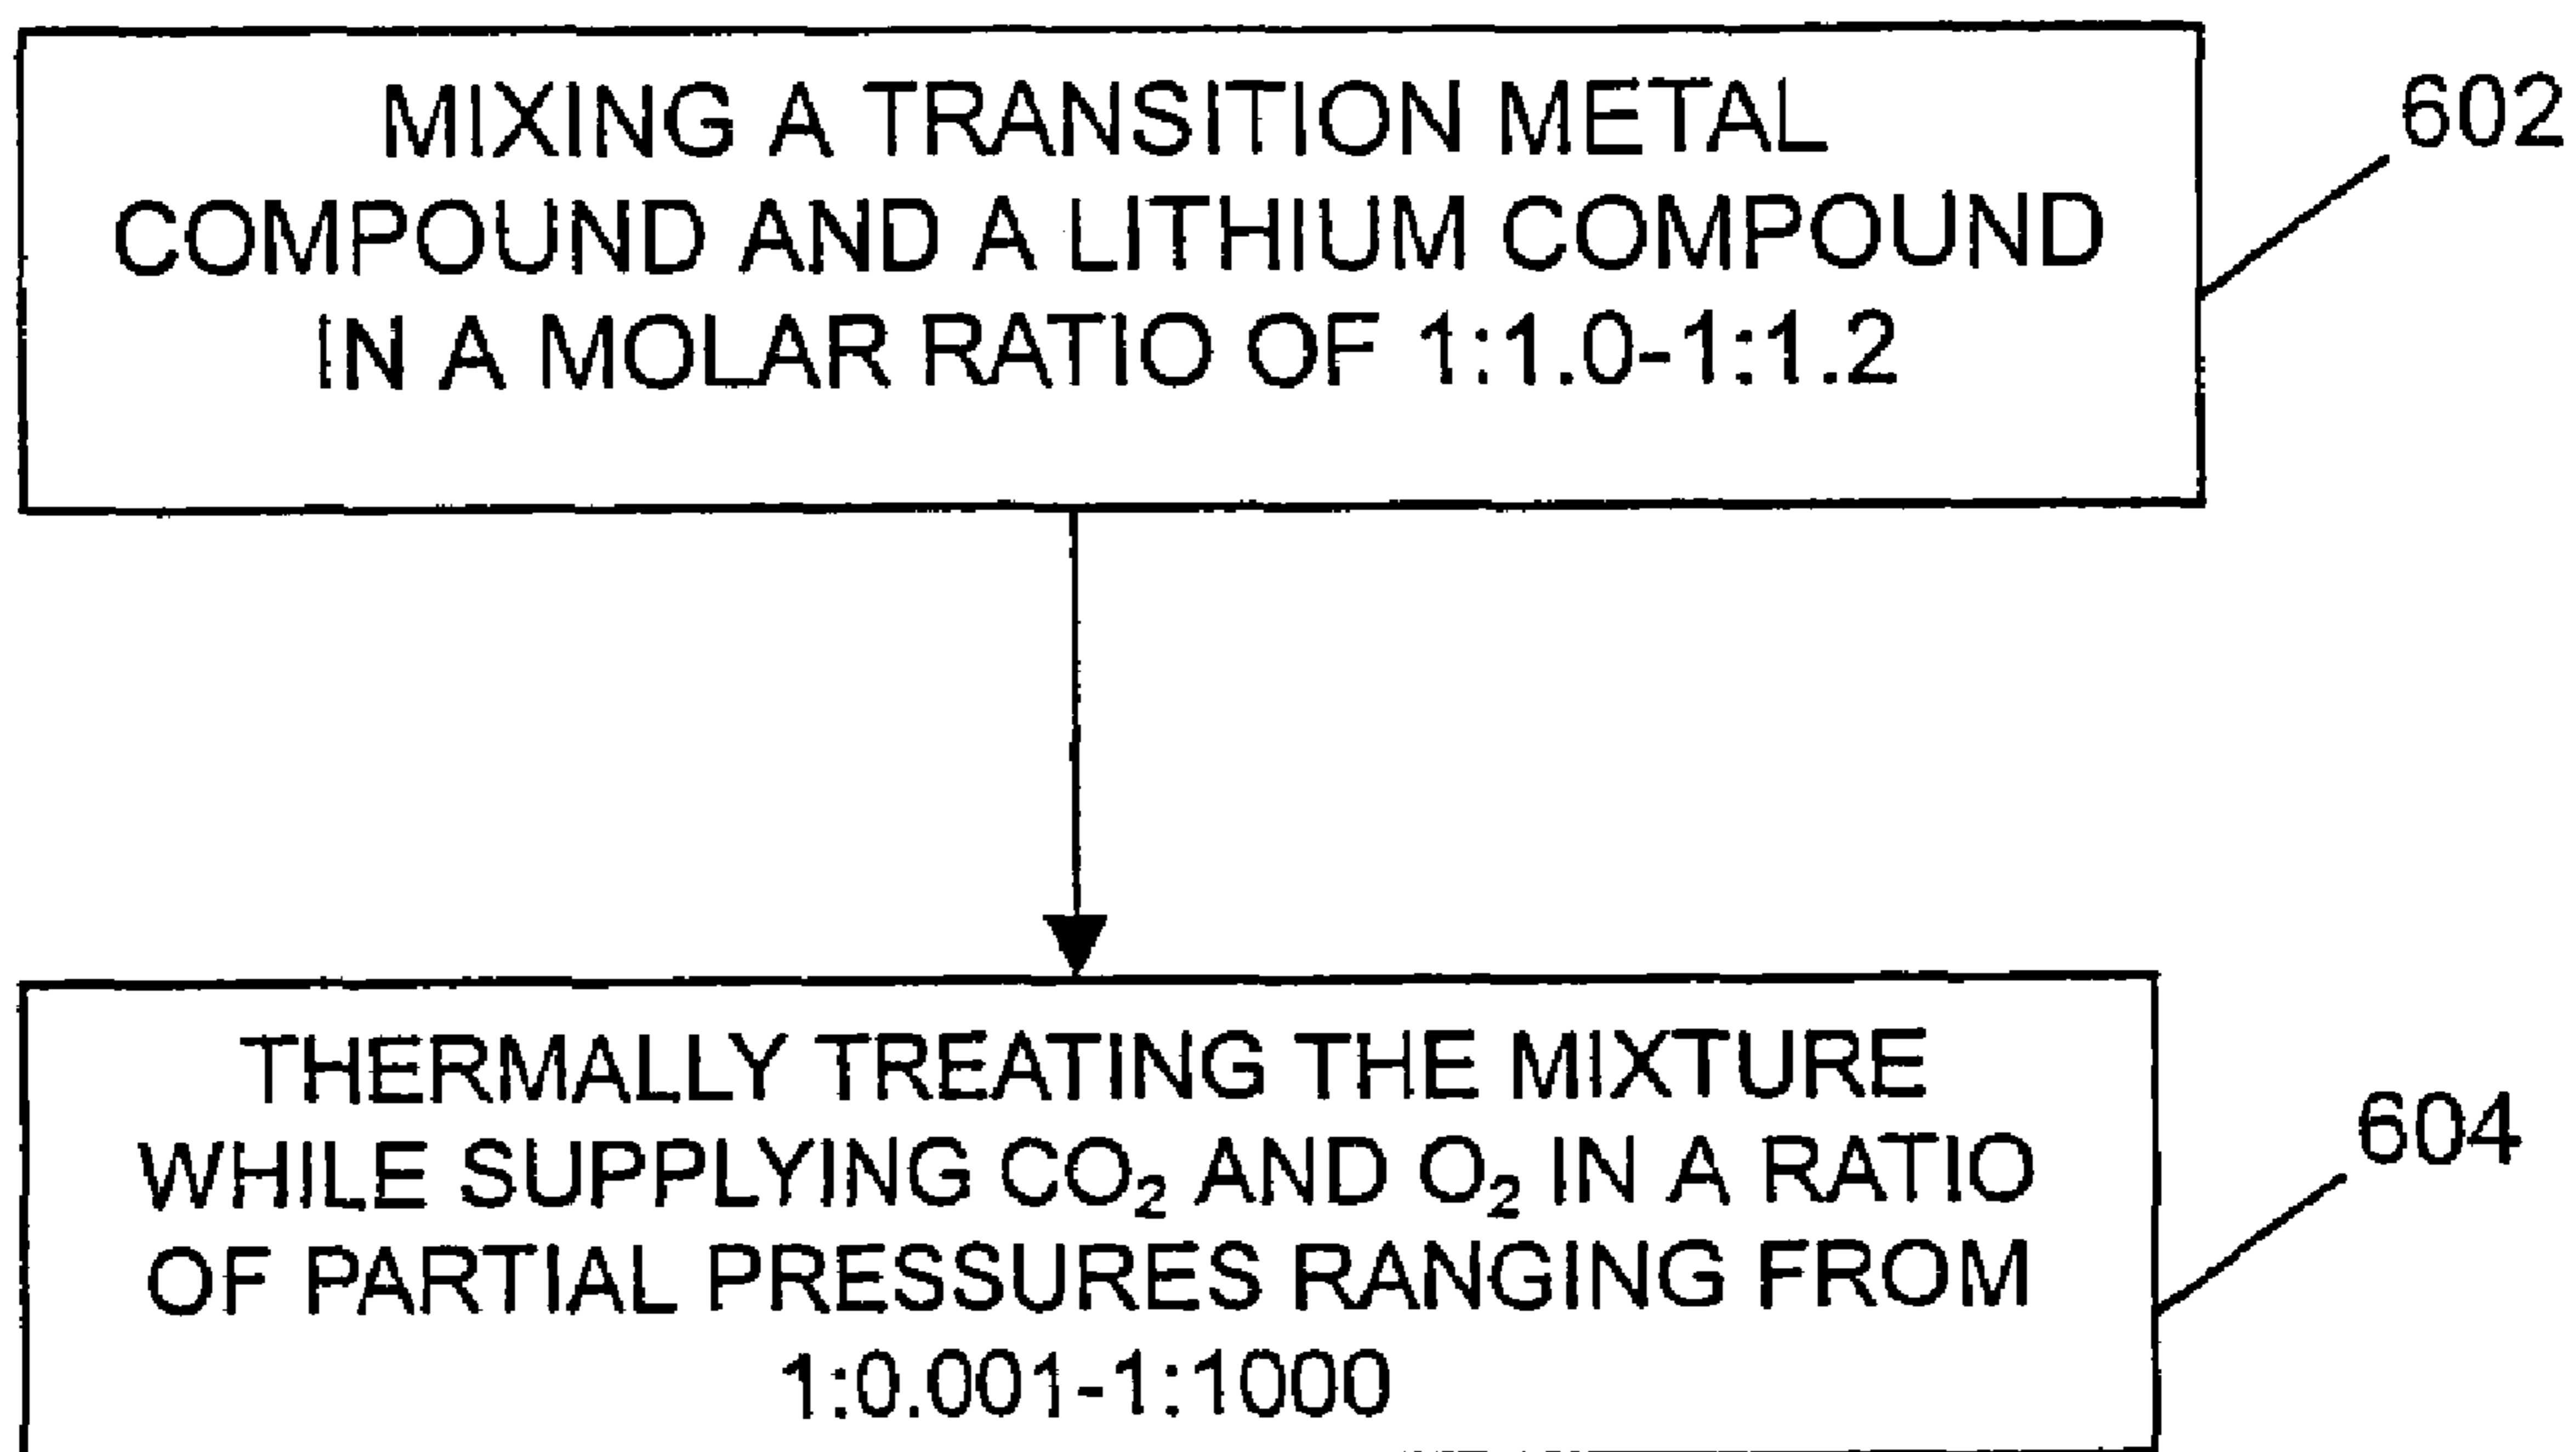 MIXING A TRANSITION METAL
COMPOUND AND A LITHIUM COMPOUND
IN A MOLAR RATIO OF 1:1.0-1:1.2
602
THERMALLY TREATING THE MIXTURE
WHILE SUPPLYING CO₂ AND O₂ IN A RATIO
OF PARTIAL PRESSURES RANGING FROM
1:0.001-1:1000
604